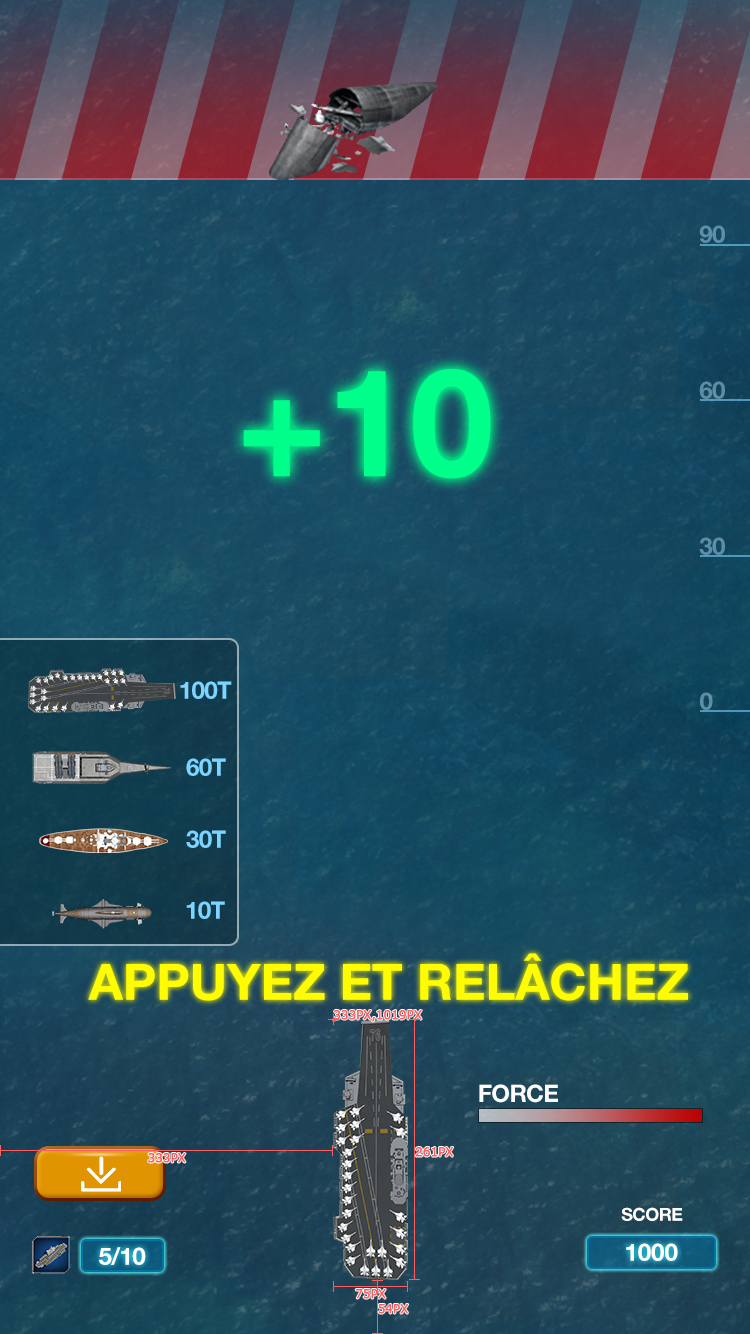 90
+10
60
30
100T
0
60T
30T
10T
APPUYEZ ET RELÂCHEZ
333PX,1019PX
FORCE
333PX
261PX
SCORE
5/10
1000
75PX
54PX